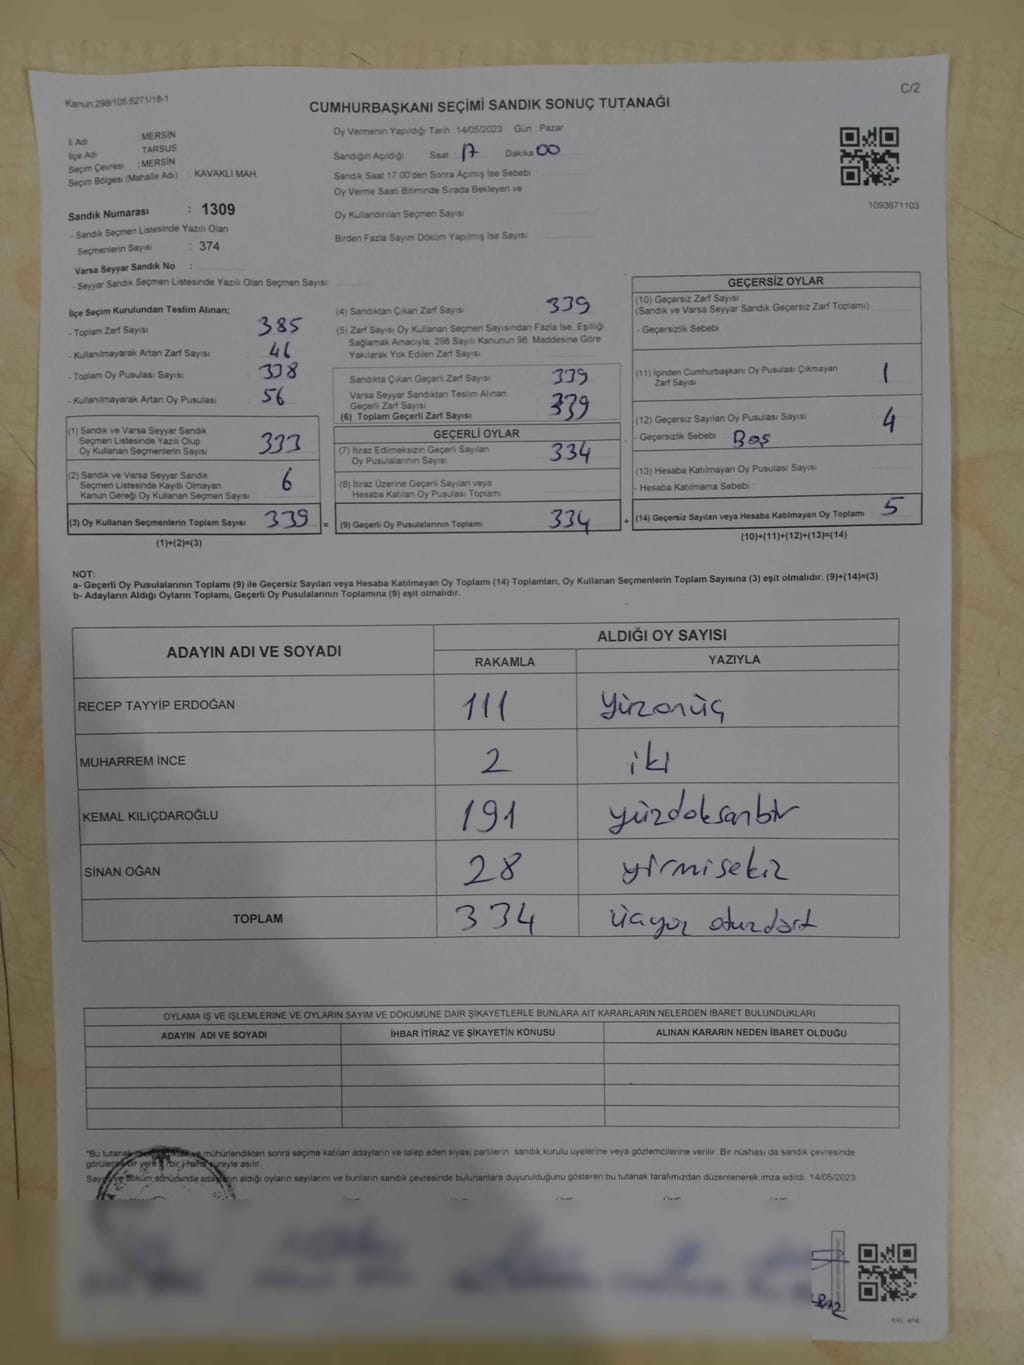 Kanun 298/105,6271/18-1
C/2
CUMHURBAŞKANI SEÇİMİ SANDIK SONUÇ TUTANAĞI
İl Adı MERSİN
İlçe Adı TARSUS
Seçim Çevresi : MERSİN
Seçim Bölgesi (Mahalle Adı) : KAVAKLI MAH.
Sandık Numarası : 1309
- Sandık Seçmen Listesinde Yazılı Olan
Seçmenlerin Sayısı : 374
Varsa Seyyar Sandık No :
- Seyyar Sandık Seçmen Listesinde Yazılı Olan Seçmen Sayısı:
Oy Vermenin Yapıldığı Tarih : 14/05/2023 Gün Pazar
Sandığın Açıldığı Saat 17 Dakika 00
Sandık Saat 17:00'den Sonra Açılmış İse Sebebi
Oy Verme Saati Bitiminde Sırada Bekleyen ve
Oy Kullandırılan Seçmen Sayısı
Birden Fazla Sayım Döküm Yapılmış İse Sayısı
1093671103
İlçe Seçim Kurulundan Teslim Alınan;
- Toplam Zarf Sayısı 385
- Kullanılmayarak Artan Zarf Sayısı 46
- Toplam Oy Pusulası Sayısı 338
- Kullanılmayarak Artan Oy Pusulası 56
(1) Sandık ve Varsa Seyyar Sandık
Seçmen Listesinde Yazılı Olup
Oy Kullanan Seçmenlerin Sayısı 333
(2) Sandık ve Varsa Seyyar Sandık
Seçmen Listesinde Kayıtlı Olmayan
Kanun Gereği Oy Kullanan Seçmen Sayısı 6
(3) Oy Kullanan Seçmenlerin Toplam Sayısı 339 =
(1)+(2)=(3)
(4) Sandıktan Çıkan Zarf Sayısı 339
(5) Zarf Sayısı Oy Kullanan Seçmen Sayısından Fazla İse, Eşitliği
Sağlamak Amacıyla, 298 Sayılı Kanunun 98. Maddesine Göre
Yakılarak Yok Edilen Zarf Sayısı
Sandıkta Çıkan Geçerli Zarf Sayısı 339
Varsa Seyyar Sandıktan Teslim Alınan
Geçerli Zarf Sayısı
(6) Toplam Geçerli Zarf Sayısı 339
GEÇERLİ OYLAR
(7) İtiraz Edilmeksizin Geçerli Sayılan
Oy Pusulalarının Sayısı 334
(8) İtiraz Üzerine Geçerli Sayılan veya
Hesaba Katılan Oy Pusulası Toplamı
(9) Geçerli Oy Pusulalarının Toplamı 334 +
GEÇERSİZ OYLAR
(10) Geçersiz Zarf Sayısı
(Sandık ve Varsa Seyyar Sandık Geçersiz Zarf Toplamı)
- Geçersizlik Sebebi
(11) İçinden Cumhurbaşkanı Oy Pusulası Çıkmayan
Zarf Sayısı 1
(12) Geçersiz Sayılan Oy Pusulası Sayısı 4
- Geçersizlik Sebebi : Boş
(13) Hesaba Katılmayan Oy Pusulası Sayısı
- Hesaba Katılmama Sebebi :
(14) Geçersiz Sayılan veya Hesaba Katılmayan Oy Toplamı 5
(10)+(11)+(12)+(13)=(14)
NOT:
a- Geçerli Oy Pusulalarının Toplamı (9) ile Geçersiz Sayılan veya Hesaba Katılmayan Oy Toplamı (14) Toplamları, Oy Kullanan Seçmenlerin Toplam Sayısına (3) eşit olmalıdır. (9)+(14)=(3)
b- Adayların Aldığı Oyların Toplamı, Geçerli Oy Pusulalarının Toplamına (9) eşit olmalıdır.
ADAYIN ADI VE SOYADI ALDIĞI OY SAYISI
RAKAMLA YAZIYLA
RECEP TAYYİP ERDOĞAN 111 Yüzonüç
MUHARREM İNCE 2 iki
KEMAL KILIÇDAROĞLU 191 yüzdoksanbir
SİNAN OĞAN 28 yirmisekiz
TOPLAM 334 üçyüz otuzdört
OYLAMA İŞ VE İŞLEMLERİNE VE OYLARIN SAYIM VE DÖKÜMÜNE DAİR ŞİKAYETLERLE BUNLARA AİT KARARLARIN NELERDEN İBARET BULUNDUKLARI
ADAYIN ADI VE SOYADI İHBAR İTİRAZ VE ŞİKAYETİN KONUSU ALINAN KARARIN NEDEN İBARET OLDUĞU
"Bu tutanak mühürlendikten sonra seçime katılan adayların ve talep eden siyasi partilerin sandık kurulu üyelerine veya gözlemcilerine verilir. Bir nüshası da sandık çevresinde
görülecek bir yere (bir) hafta süreyle asılır.
Sayım ve döküm sonucunda adayların aldığı oyların sayılarını ve bunların sandık çevresinde bulunanlara duyurulduğunu gösteren bu tutanak tarafımızdan düzenlenerek imza edildi. 14/05/2023